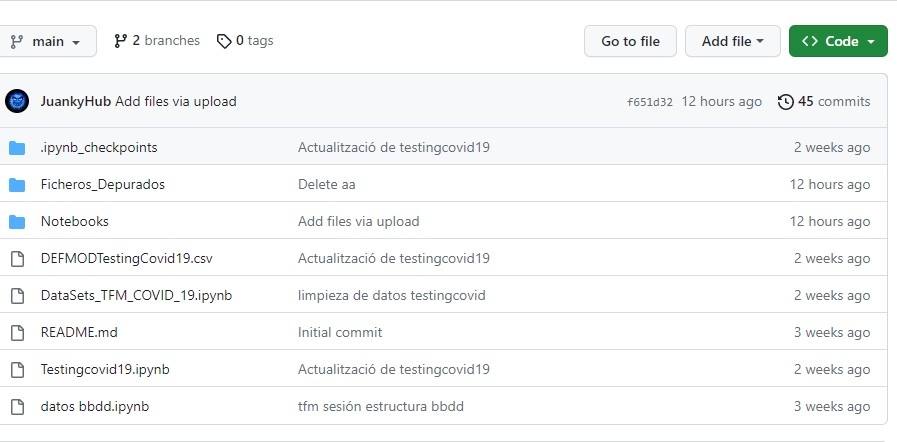 main 2 branches 0 tags Go to file Add file Code
JuankyHub Add files via upload f651d32 12 hours ago 45 commits
.ipynb_checkpoints Actualització de testingcovid19 2 weeks ago
Ficheros_Depurados Delete aa 12 hours ago
Notebooks Add files via upload 12 hours ago
DEFMODTestingCovid19.csv Actualització de testingcovid19 2 weeks ago
DataSets_TFM_COVID_19.ipynb limpieza de datos testingcovid 2 weeks ago
README.md Initial commit 3 weeks ago
Testingcovid19.ipynb Actualització de testingcovid19 2 weeks ago
datos bbdd.ipynb tfm sesión estructura bbdd 3 weeks ago